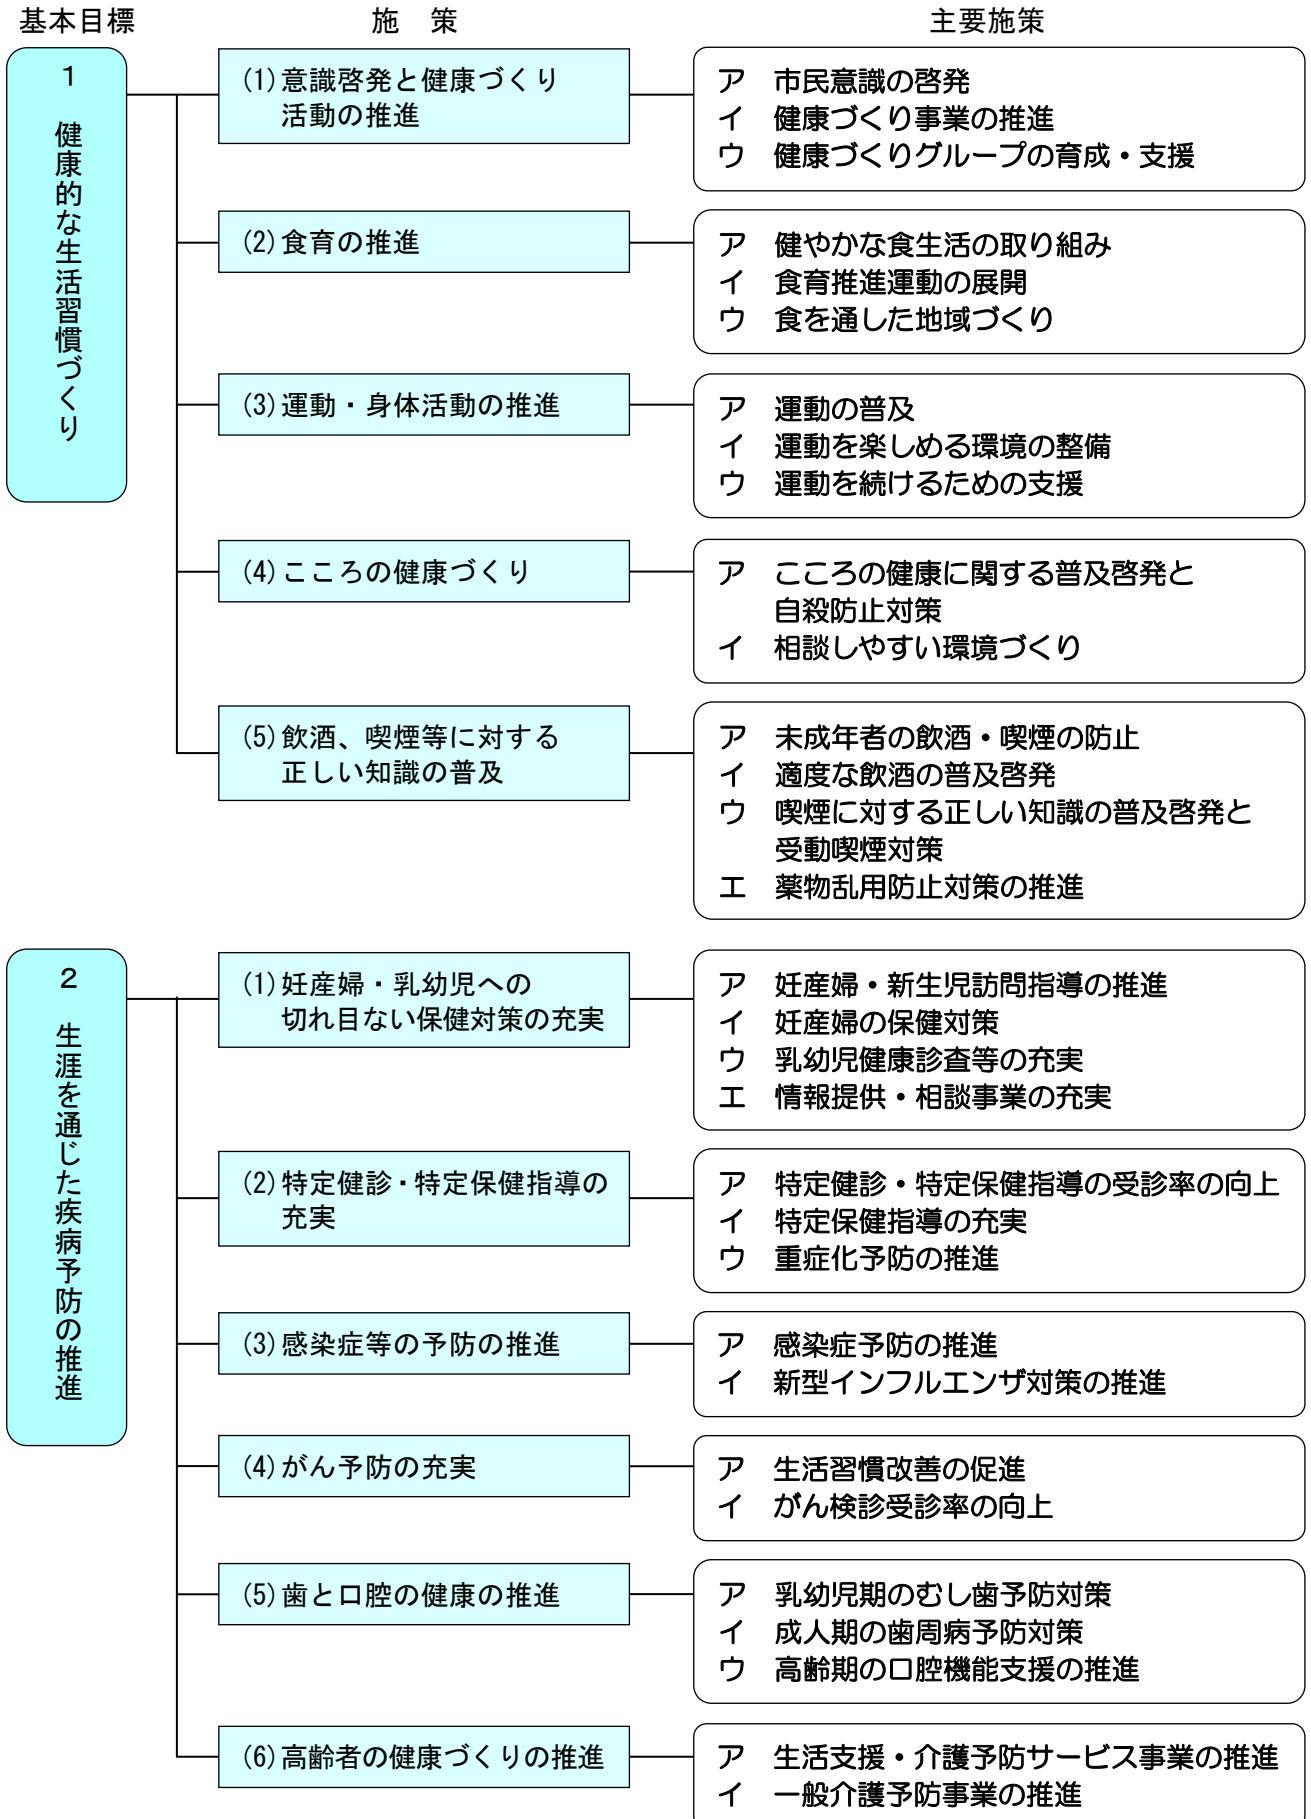 基本目標　施　策　主要施策
1　健康的な生活習慣づくり
(1)意識啓発と健康づくり
活動の推進
ア　市民意識の啓発
イ　健康づくり事業の推進
ウ　健康づくりグループの育成・支援
(2)食育の推進
ア　健やかな食生活の取り組み
イ　食育推進運動の展開
ウ　食を通した地域づくり
(3)運動・身体活動の推進
ア　運動の普及
イ　運動を楽しめる環境の整備
ウ　運動を続けるための支援
(4)こころの健康づくり
ア　こころの健康に関する普及啓発と
自殺防止対策
イ　相談しやすい環境づくり
(5)飲酒、喫煙等に対する
正しい知識の普及
ア　未成年者の飲酒・喫煙の防止
イ　適度な飲酒の普及啓発
ウ　喫煙に対する正しい知識の普及啓発と
受動喫煙対策
エ　薬物乱用防止対策の推進
2　生涯を通じた疾病予防の推進
(1)妊産婦・乳幼児への
切れ目ない保健対策の充実
ア　妊産婦・新生児訪問指導の推進
イ　妊産婦の保健対策
ウ　乳幼児健康診査等の充実
エ　情報提供・相談事業の充実
(2)特定健診・特定保健指導の
充実
ア　特定健診・特定保健指導の受診率の向上
イ　特定保健指導の充実
ウ　重症化予防の推進
(3)感染症等の予防の推進
ア　感染症予防の推進
イ　新型インフルエンザ対策の推進
(4)がん予防の充実
ア　生活習慣改善の促進
イ　がん検診受診率の向上
(5)歯と口腔の健康の推進
ア　乳幼児期のむし歯予防対策
イ　成人期の歯周病予防対策
ウ　高齢期の口腔機能支援の推進
(6)高齢者の健康づくりの推進
ア　生活支援・介護予防サービス事業の推進
イ　一般介護予防事業の推進